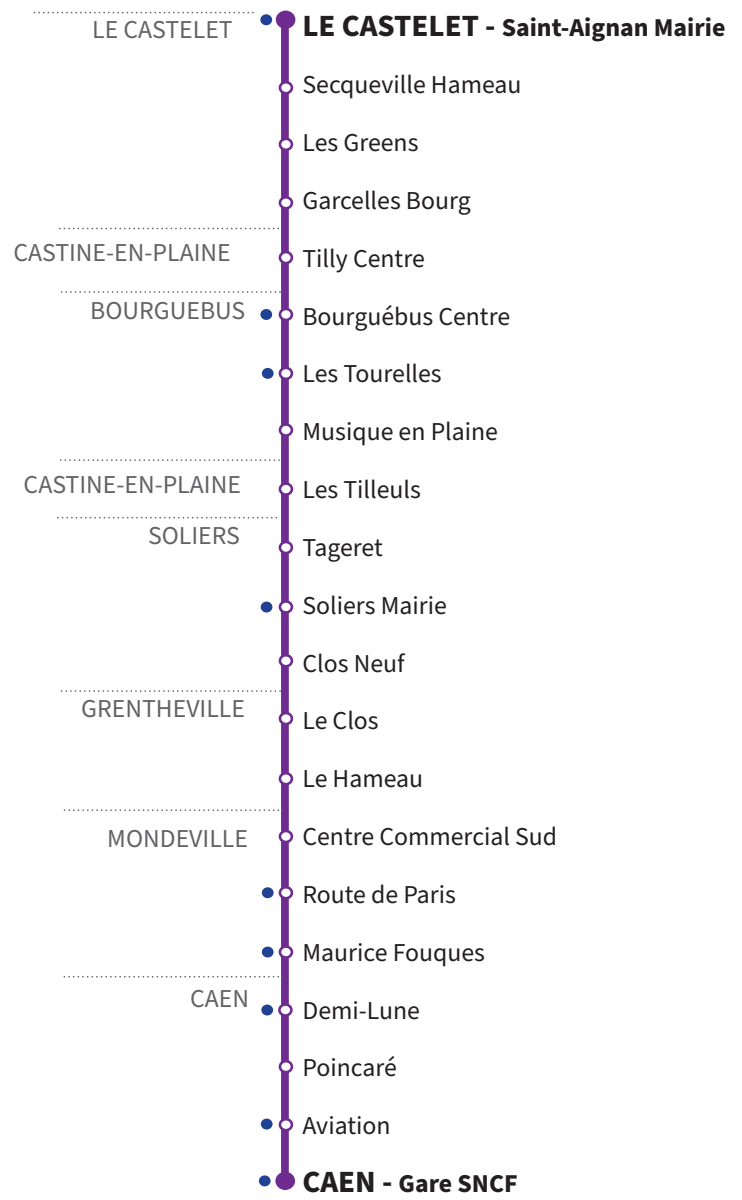 LE CASTELET
LE CASTELET - Saint-Aignan Mairie
Secqueville Hameau
Les Greens
Garcelles Bourg
CASTINE-EN-PLAINE
Tilly Centre
BOURGUEBUS
Bourguébus Centre
Les Tourelles
Musique en Plaine
CASTINE-EN-PLAINE
Les Tilleuls
SOLIERS
Tageret
Soliers Mairie
Clos Neuf
GRENTHEVILLE
Le Clos
Le Hameau
MONDEVILLE
Centre Commercial Sud
Route de Paris
Maurice Fouques
CAEN
Demi-Lune
Poincaré
Aviation
CAEN - Gare SNCF